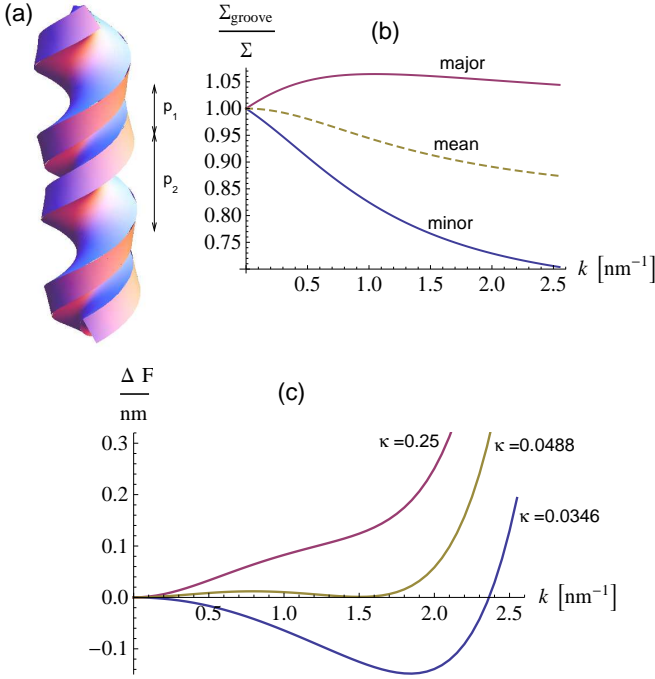 (a)
p₁
p₂
(b)
Σgroove
Σ
1.05
1.00
0.95
0.90
0.85
0.80
0.75
major
mean
minor
0.5
1.0
1.5
2.0
2.5
k [nm⁻¹]
(c)
Δ F
nm
0.3
0.2
0.1
0.0
−0.1
κ =0.25
κ =0.0488
κ =0.0346
0.5
1.0
1.5
2.0
2.5
k [nm⁻¹]